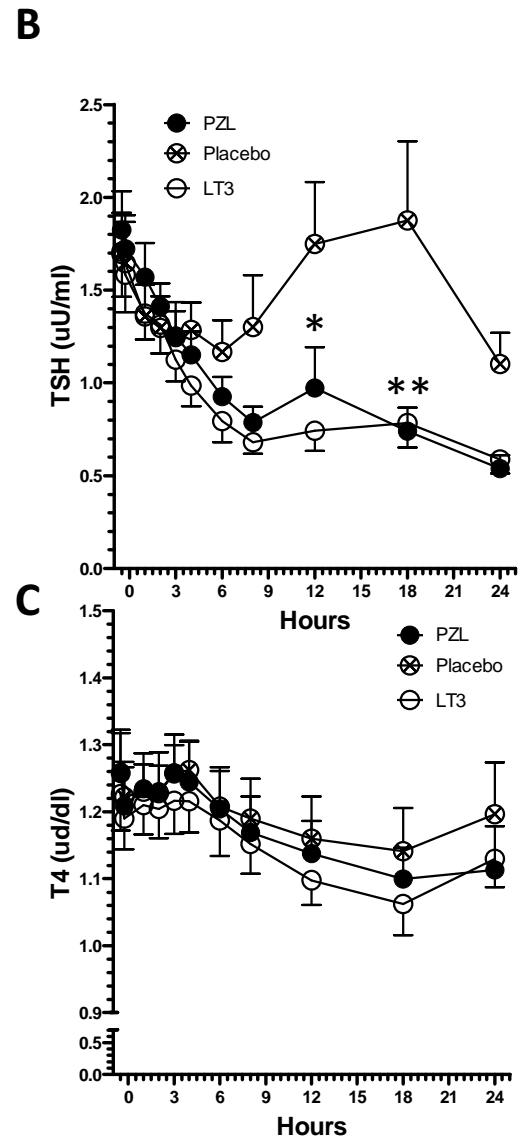 B
2.5
2.0
1.5
1.0
0.5
0.0
TSH (uU/ml)
PZL
Placebo
LT3
*
**
0 3 6 9 12 15 18 21 24
Hours
C
1.5
1.4
1.3
1.2
1.1
1.0
0.9
0.5
0.0
T4 (ud/dl)
PZL
Placebo
LT3
0 3 6 9 12 15 18 21 24
Hours